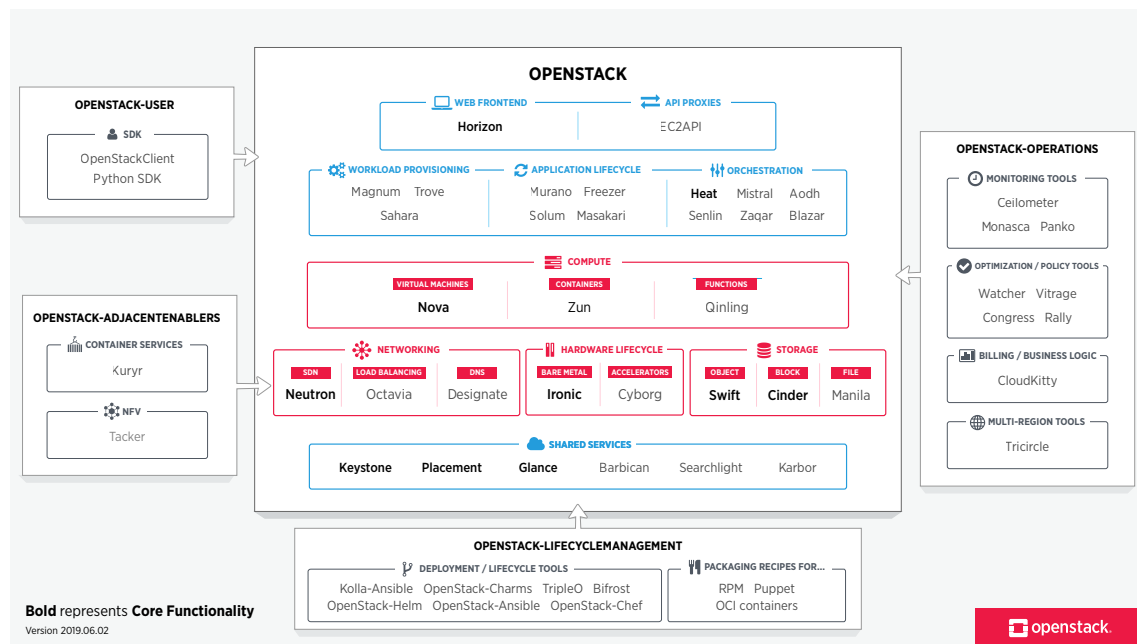 OPENSTACK
WEB FRONTEND
API PROXIES
Horizon
EC2API
WORKLOAD PROVISIONING
APPLICATION LIFECYCLE
ORCHESTRATION
Magnum Trove
Murano Freezer
Heat Mistral Aodh
Sahara
Solum Masakari
Senlin Zaqar Blazar
COMPUTE
VIRTUAL MACHINES
CONTAINERS
FUNCTIONS
Nova
Zun
Qinling
NETWORKING
HARDWARE LIFECYCLE
STORAGE
SDN
LOAD BALANCING
DNS
BARE METAL
ACCELERATORS
OBJECT
BLOCK
FILE
Neutron
Octavia
Designate
Ironic
Cyborg
Swift
Cinder
Manila
SHARED SERVICES
Keystone Placement Glance Barbican Searchlight Karbor
OPENSTACK-USER
SDK
OpenStackClient
Python SDK
OPENSTACK-ADJACENTENABLERS
CONTAINER SERVICES
Kuryr
NFV
Tacker
OPENSTACK-OPERATIONS
MONITORING TOOLS
Ceilometer
Monasca Panko
OPTIMIZATION / POLICY TOOLS
Watcher Vitrage
Congress Rally
BILLING / BUSINESS LOGIC
CloudKitty
MULTI-REGION TOOLS
Tricircle
OPENSTACK-LIFECYCLEMANAGEMENT
DEPLOYMENT / LIFECYCLE TOOLS
Kolla-Ansible OpenStack-Charms TripleO Bifrost
OpenStack-Helm OpenStack-Ansible OpenStack-Chef
PACKAGING RECIPES FOR...
RPM Puppet
OCI containers
Bold represents Core Functionality
Version 2019.06.02
openstack.